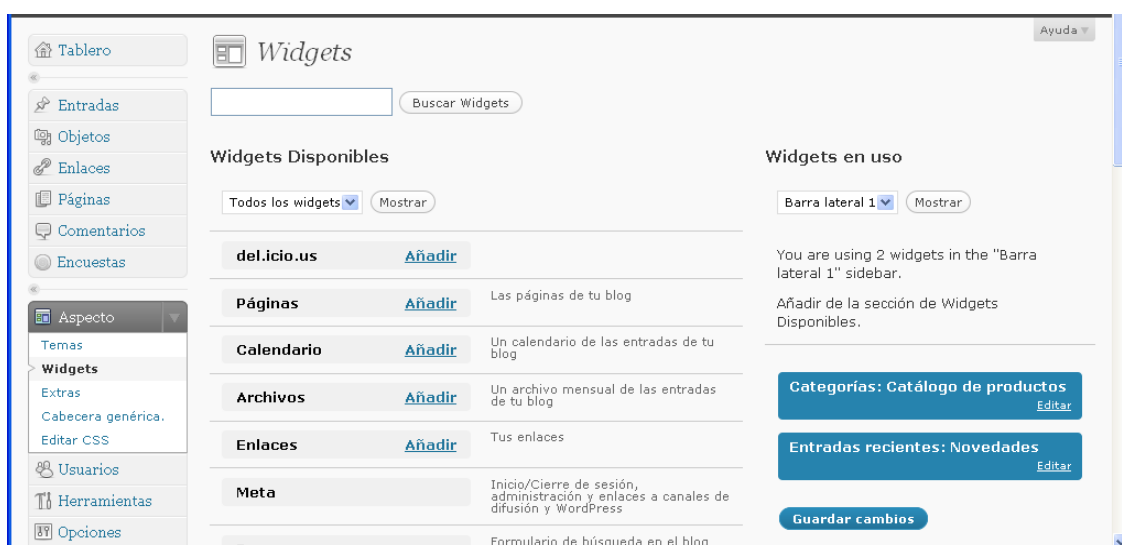 Ayuda
Tablero
Entradas
Objetos
Enlaces
Páginas
Comentarios
Encuestas
Aspecto
Temas
Widgets
Extras
Cabecera genérica.
Editar CSS
Usuarios
Herramientas
Opciones
Widgets
Buscar Widgets
Widgets Disponibles
Todos los widgets Mostrar
del.icio.us Añadir
Páginas Añadir Las páginas de tu blog
Calendario Añadir Un calendario de las entradas de tu
blog
Archivos Añadir Un archivo mensual de las entradas
de tu blog
Enlaces Añadir Tus enlaces
Meta Inicio/Cierre de sesión,
administración y enlaces a canales de
difusión y WordPress
Formulario de búsqueda en el blog
Widgets en uso
Barra lateral 1 Mostrar
You are using 2 widgets in the "Barra
lateral 1" sidebar.
Añadir de la sección de Widgets
Disponibles.
Categorías: Catálogo de productos
Editar
Entradas recientes: Novedades
Editar
Guardar cambios